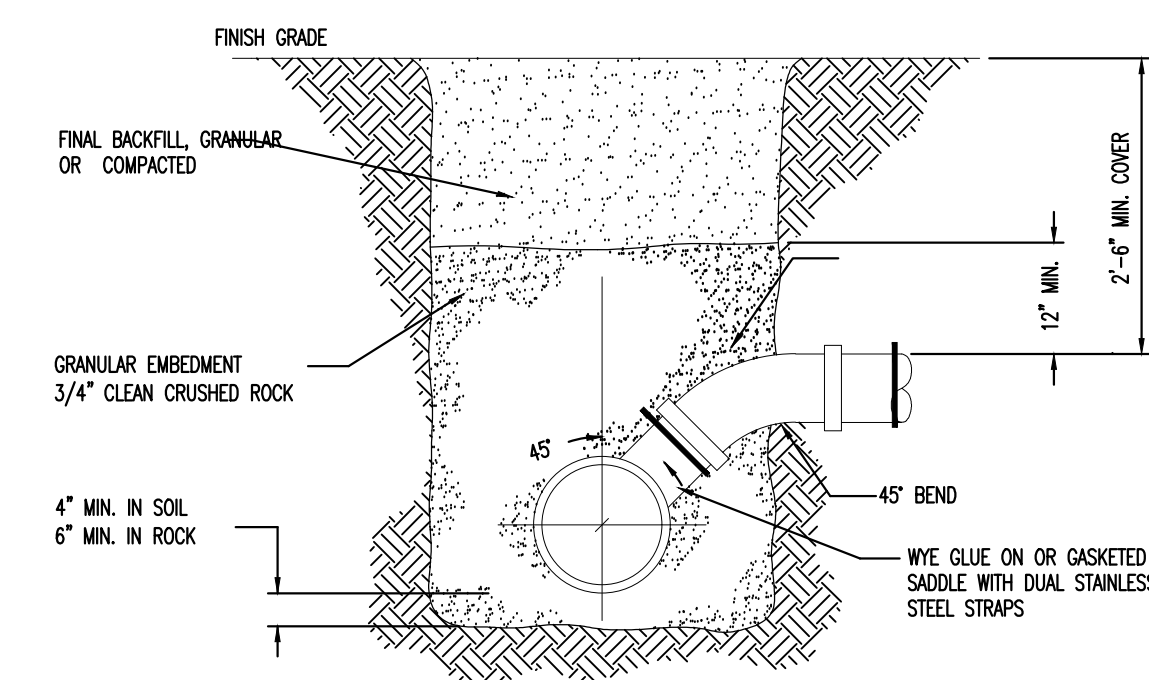 FINISH GRADE
FINAL BACKFILL, GRANULAR
OR COMPACTED
2'-6" MIN. COVER
12" MIN.
GRANULAR EMBEDMENT
3/4" CLEAN CRUSHED ROCK
45°
4" MIN. IN SOIL
6" MIN. IN ROCK
45° BEND
WYE GLUE ON OR GASKETED
SADDLE WITH DUAL STAINLESS
STEEL STRAPS